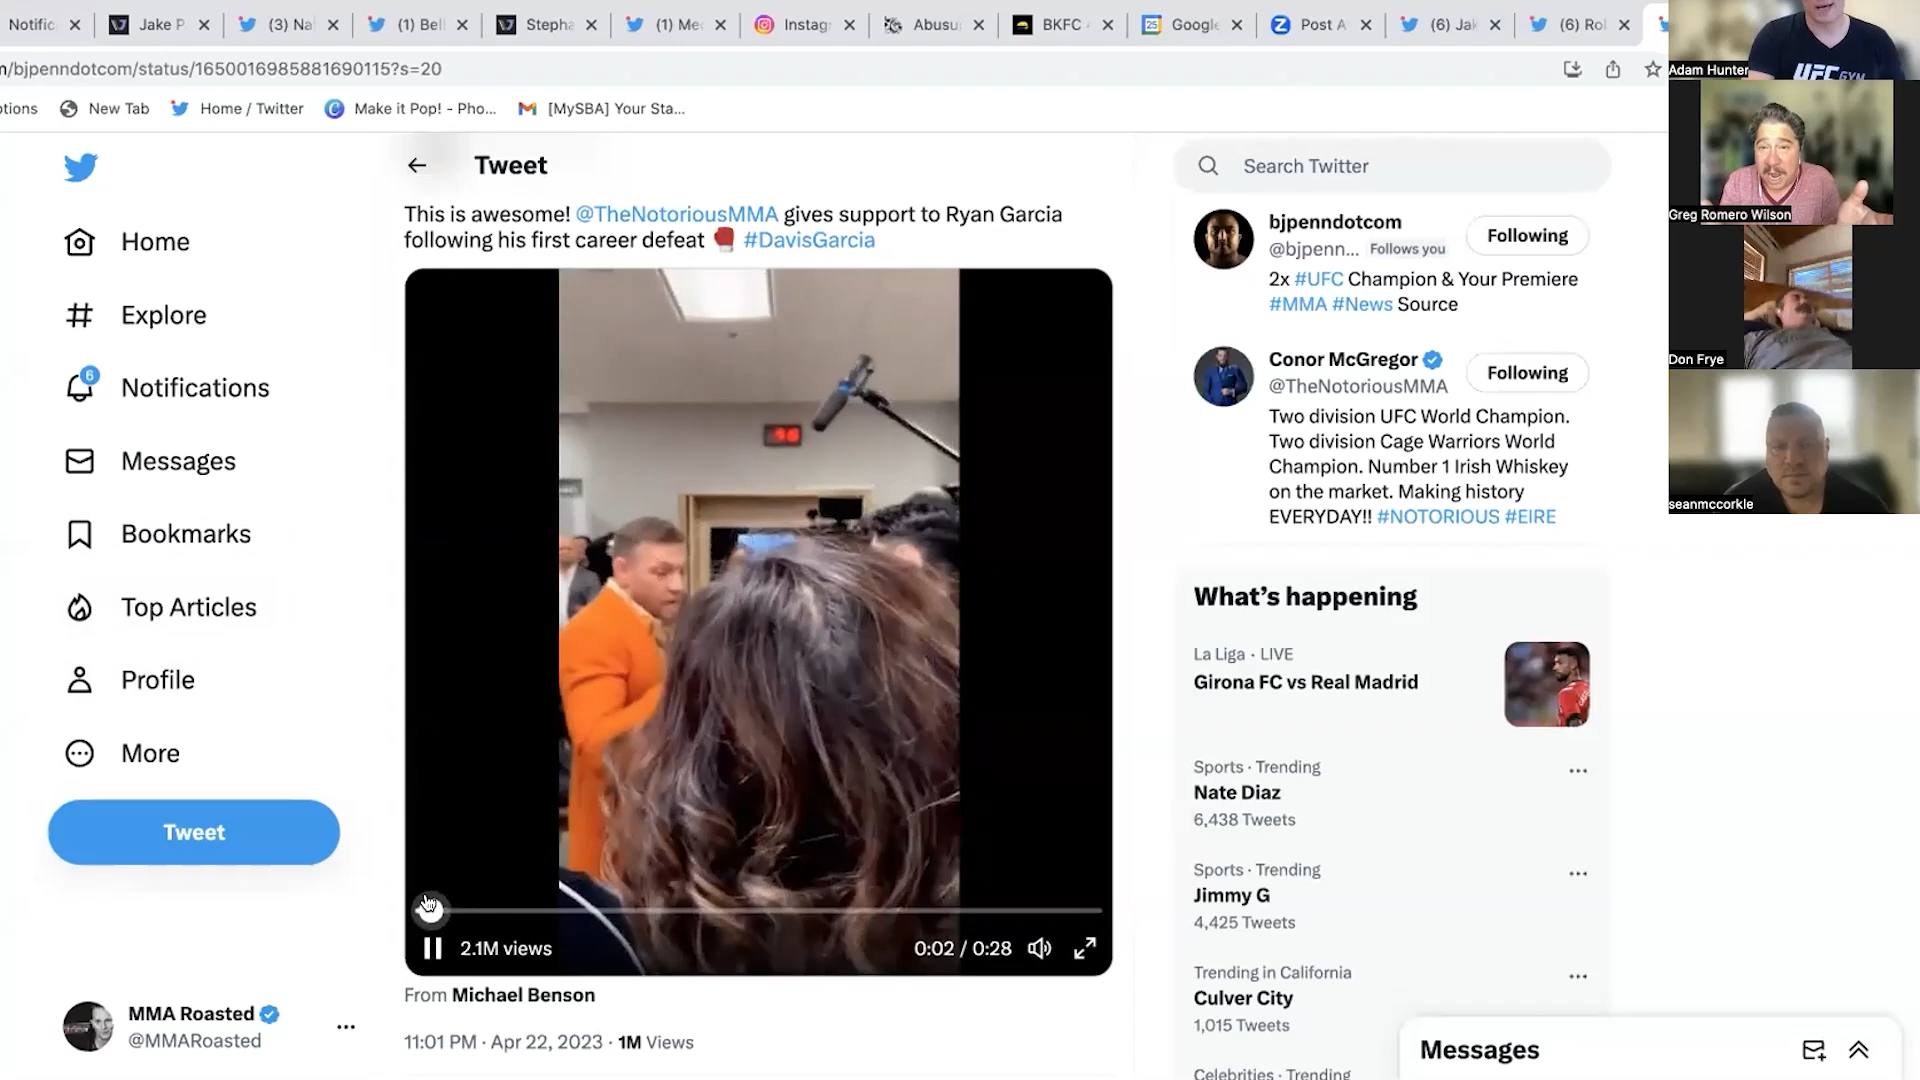 Notific
Jake P
(3) Na
(1) Bell
Stepha
(1) Me
Instag
Abusu
BKFC
Google
Post A
(6) Jak
(6) Rol
/bjpenndotcom/status/1650016985881690115?s=20
ptions
New Tab
Home / Twitter
Make it Pop! - Pho...
[MySBA] Your Sta...
Tweet
Home
Explore
6
Notifications
Messages
Bookmarks
Top Articles
Profile
More
Tweet
MMA Roasted
@MMARoasted
This is awesome! @TheNotoriousMMA gives support to Ryan Garcia
following his first career defeat 🥊 #DavisGarcia
2.1M views
0:02 / 0:28
From Michael Benson
11:01 PM · Apr 22, 2023 · 1M Views
Search Twitter
bjpenndotcom
@bjpenn... Follows you
Following
2x #UFC Champion & Your Premiere
#MMA #News Source
Conor McGregor
@TheNotoriousMMA
Following
Two division UFC World Champion.
Two division Cage Warriors World
Champion. Number 1 Irish Whiskey
on the market. Making history
EVERYDAY!! #NOTORIOUS #EIRE
What's happening
La Liga · LIVE
Girona FC vs Real Madrid
Sports · Trending
Nate Diaz
6,438 Tweets
Sports · Trending
Jimmy G
4,425 Tweets
Trending in California
Culver City
1,015 Tweets
Celebrities · Trending
Messages
UFC GYM
Adam Hunter
Greg Romero Wilson
Don Frye
seanmccorkle